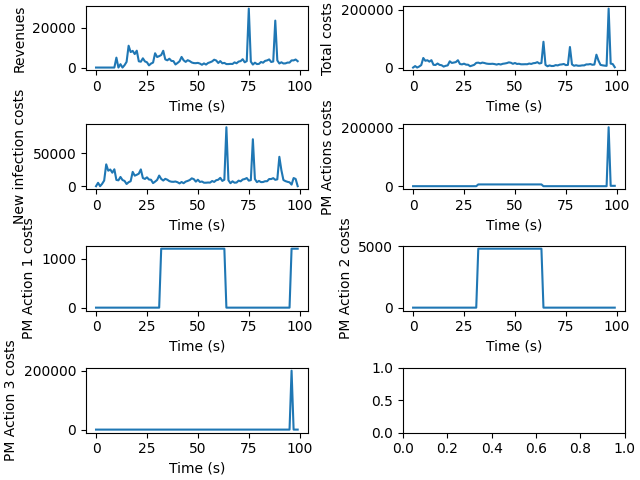 Revenues
20000
0
0 25 50 75 100
Time (s)
Total costs
200000
0
0 25 50 75 100
Time (s)
New infection costs
50000
0
0 25 50 75 100
Time (s)
PM Actions costs
200000
0
0 25 50 75 100
Time (s)
PM Action 1 costs
1000
0
0 25 50 75 100
Time (s)
PM Action 2 costs
5000
0
0 25 50 75 100
Time (s)
PM Action 3 costs
200000
0
0 25 50 75 100
Time (s)
1.0
0.5
0.0
0.0 0.2 0.4 0.6 0.8 1.0